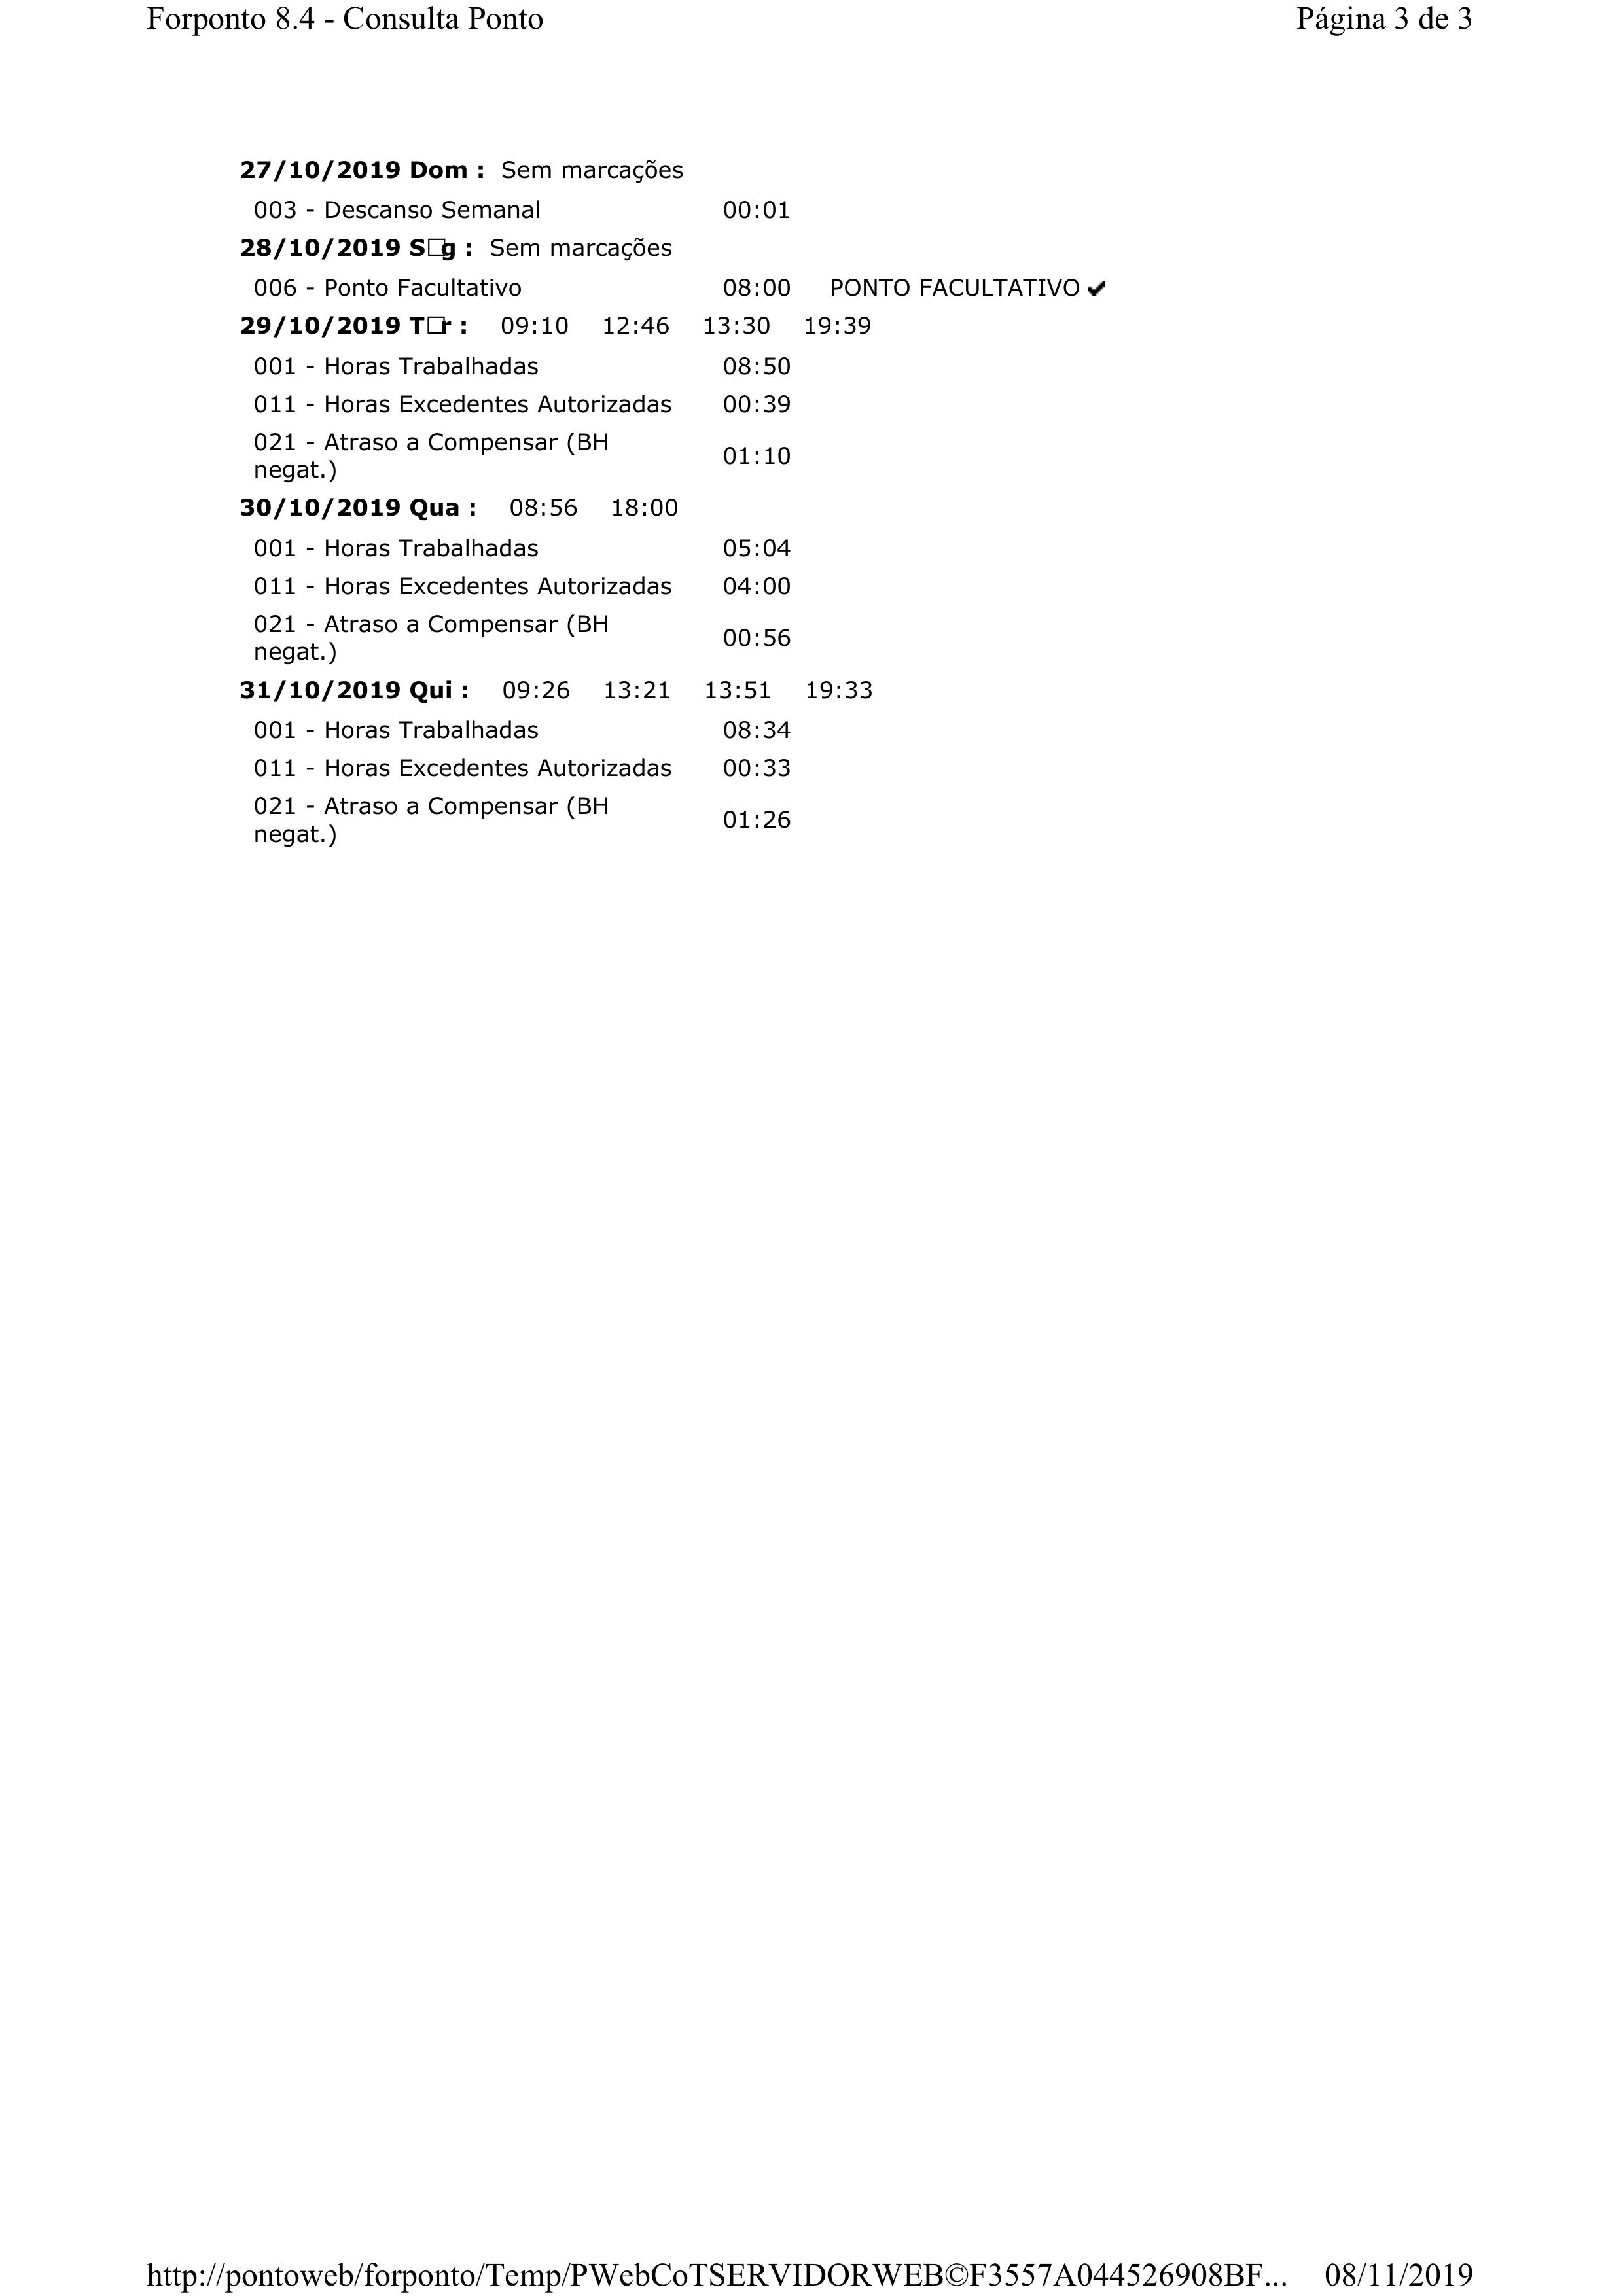 Forponto 8.4 - Consulta Ponto Página 3 de 3
27/10/2019 Dom : Sem marcações
003 - Descanso Semanal 00:01
28/10/2019 S□g : Sem marcações
006 - Ponto Facultativo 08:00 PONTO FACULTATIVO ✔
29/10/2019 T□r : 09:10 12:46 13:30 19:39
001 - Horas Trabalhadas 08:50
011 - Horas Excedentes Autorizadas 00:39
021 - Atraso a Compensar (BH
negat.) 01:10
30/10/2019 Qua : 08:56 18:00
001 - Horas Trabalhadas 05:04
011 - Horas Excedentes Autorizadas 04:00
021 - Atraso a Compensar (BH
negat.) 00:56
31/10/2019 Qui : 09:26 13:21 13:51 19:33
001 - Horas Trabalhadas 08:34
011 - Horas Excedentes Autorizadas 00:33
021 - Atraso a Compensar (BH
negat.) 01:26
http://pontoweb/forponto/Temp/PWebCoTSERVIDORWEB©F3557A044526908BF... 08/11/2019